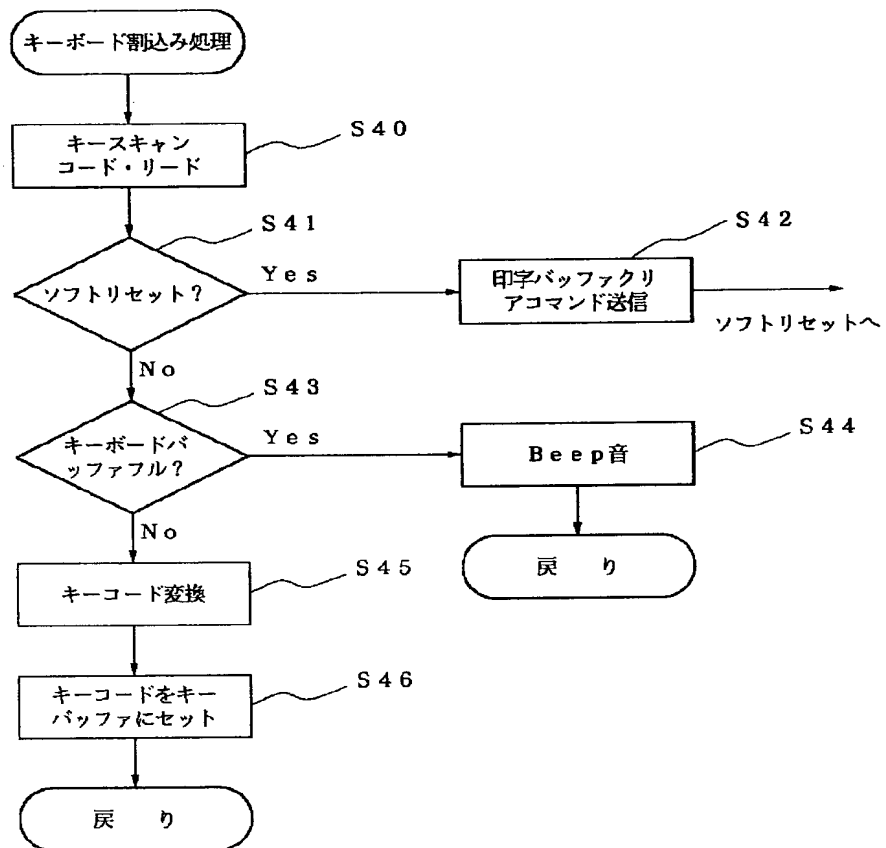 キーボード割込み処理
キースキャン
コード・リード
S40
ソフトリセット?
S41
Yes
印字バッファクリ
アコマンド送信
S42
ソフトリセットへ
No
キーボードバ
ッファフル?
S43
Yes
Beep音
S44
戻 り
No
キーコード変換
S45
キーコードをキー
バッファにセット
S46
戻 り